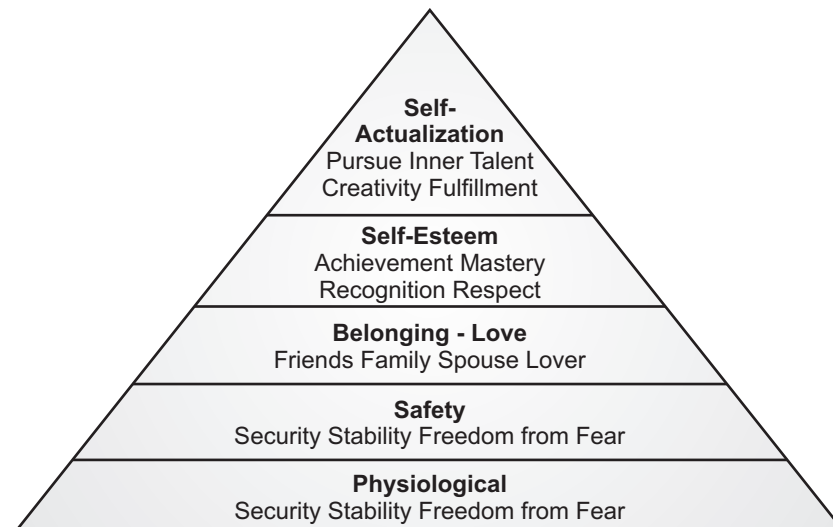 Self-
Actualization
Pursue Inner Talent
Creativity Fulfillment
Self-Esteem
Achievement Mastery
Recognition Respect
Belonging - Love
Friends Family Spouse Lover
Safety
Security Stability Freedom from Fear
Physiological
Security Stability Freedom from Fear